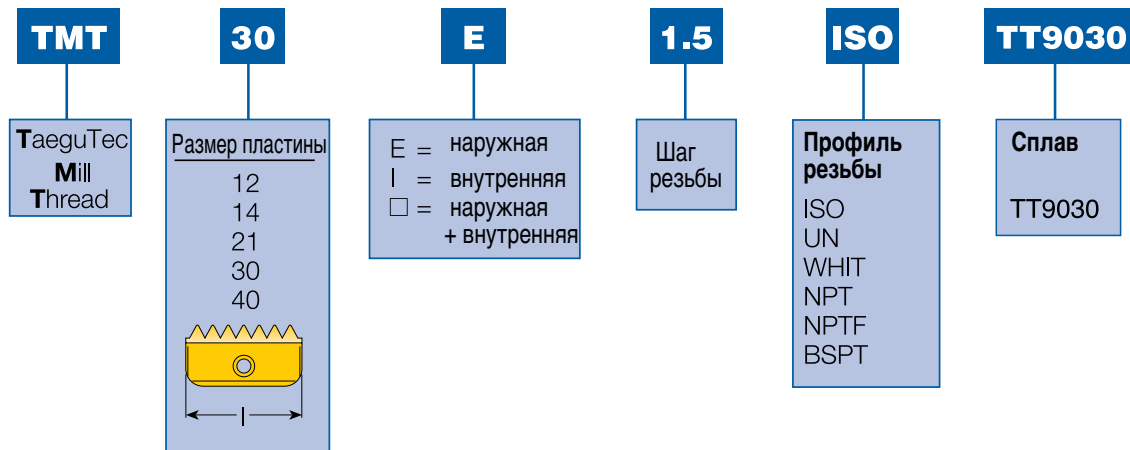 TMT 30 E 1.5 ISO TT9030
TaeguTec
Mill
Thread
Размер пластины
12
14
21
30
40
l
E = наружная
I = внутренняя
□ = наружная
+ внутренняя
Шаг
резьбы
Профиль
резьбы
ISO
UN
WHIT
NPT
NPTF
BSPT
Сплав
TT9030